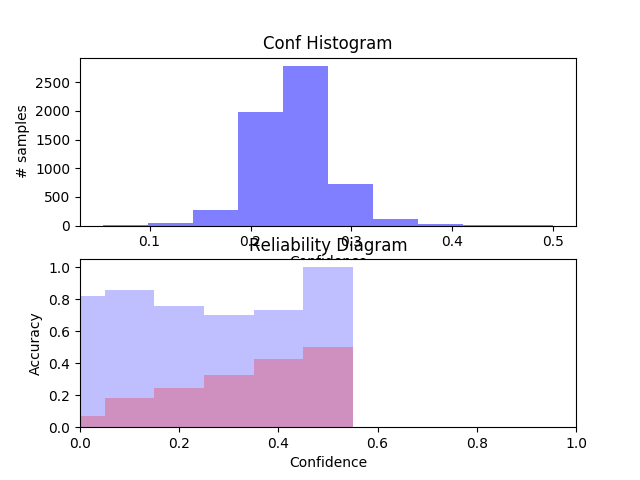 Conf Histogram
# samples
2500
2000
1500
1000
500
0
0.1 0.2 0.3 0.4 0.5
Confidence
Reliability Diagram
Accuracy
1.0
0.8
0.6
0.4
0.2
0.0
0.0 0.2 0.4 0.6 0.8 1.0
Confidence